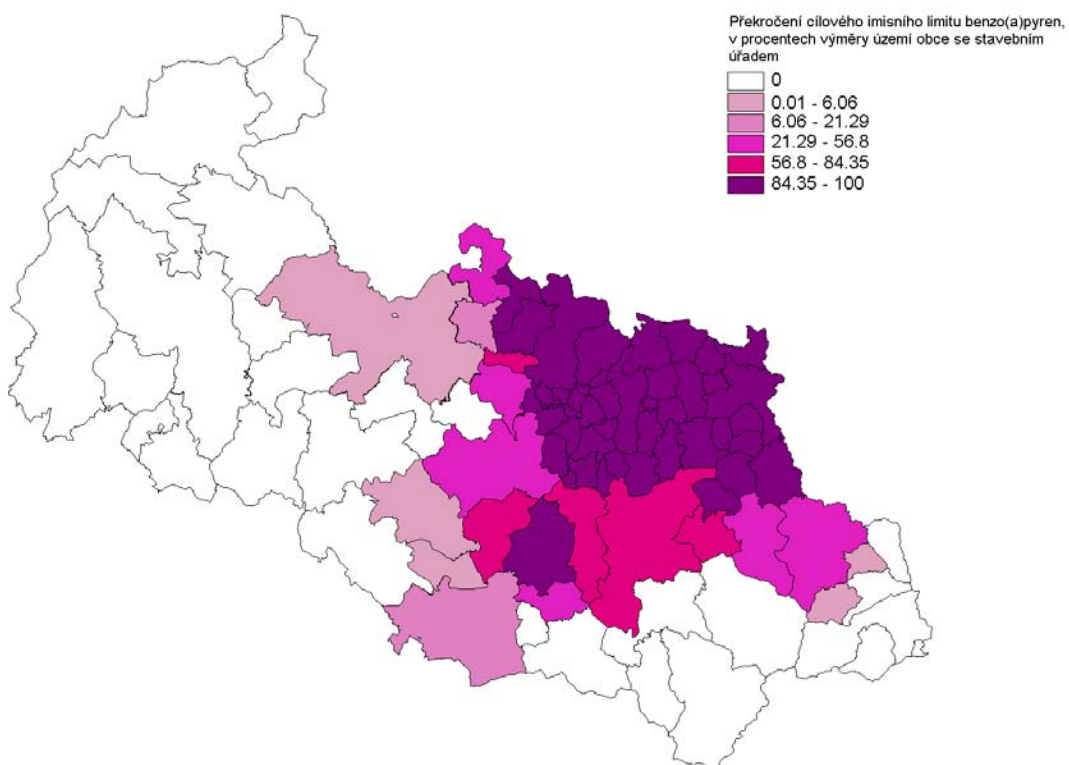 Překročení cílového imisního limitu benzo(a)pyren,
v procentech výměry území obce se stavebním
úřadem
0
0.01 - 6.06
6.06 - 21.29
21.29 - 56.8
56.8 - 84.35
84.35 - 100